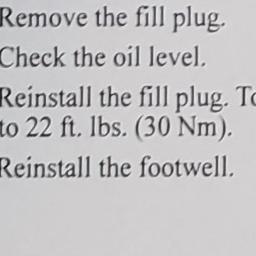 Remove the fill plug.
Check the oil level.
Reinstall the fill plug.
to 22 ft. lbs. (30 Nm).
Reinstall the footwell.